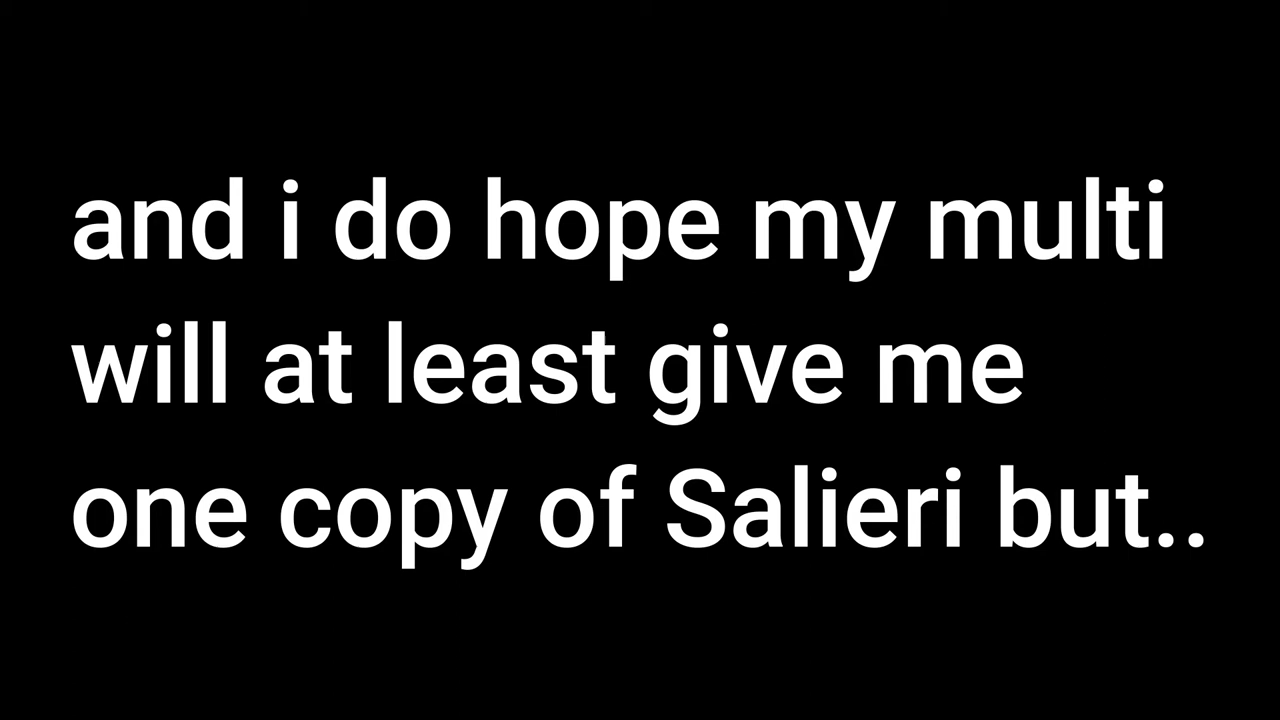 and i do hope my multi
will at least give me
one copy of Salieri but..